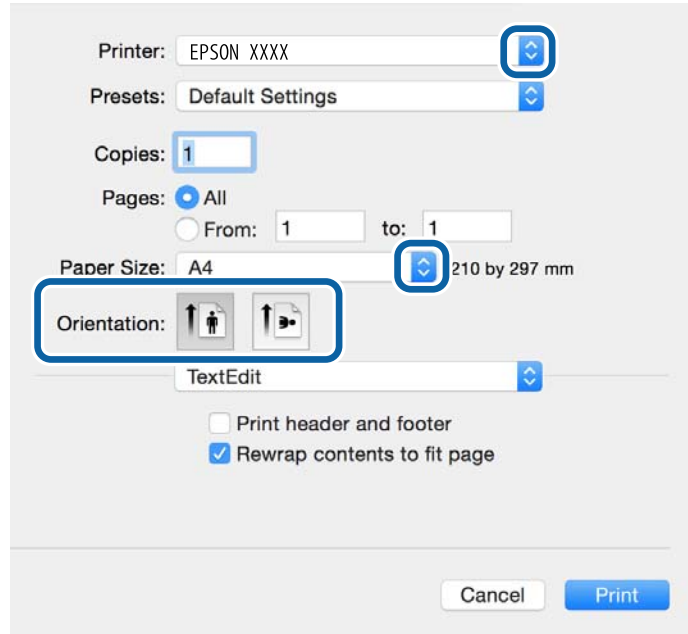 Printer: EPSON XXXX
Presets: Default Settings
Copies: 1
Pages: All
From: 1 to: 1
Paper Size: A4 210 by 297 mm
Orientation:
TextEdit
Print header and footer
Rewrap contents to fit page
Cancel Print